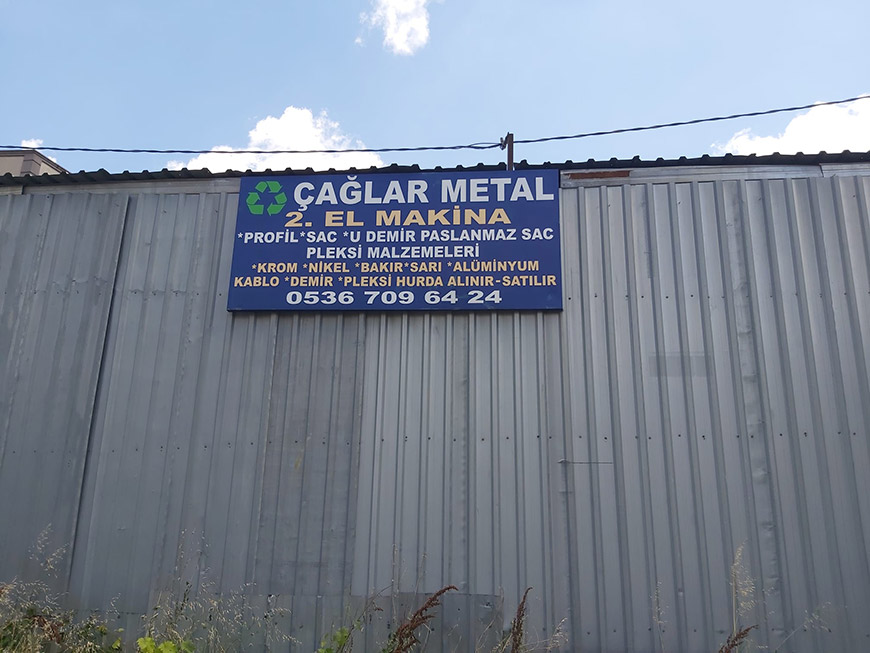 ÇAĞLAR METAL
2. EL MAKİNA
*PROFİL*SAC *U DEMİR PASLANMAZ SAC
PLEKSİ MALZEMELERİ
*KROM *NİKEL *BAKIR*SARI *ALÜMİNYUM
KABLO *DEMİR *PLEKSİ HURDA ALINIR-SATILIR
0536 709 64 24